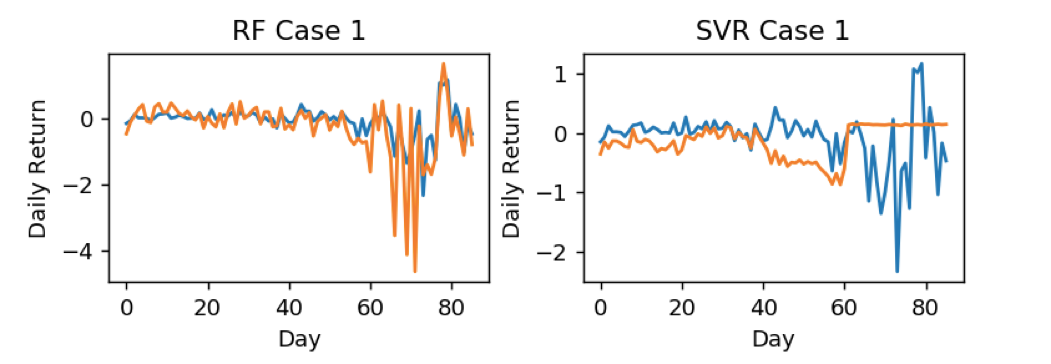 RF Case 1
Daily Return
0
−2
−4
0 20 40 60 80
Day
SVR Case 1
Daily Return
1
0
−1
−2
0 20 40 60 80
Day